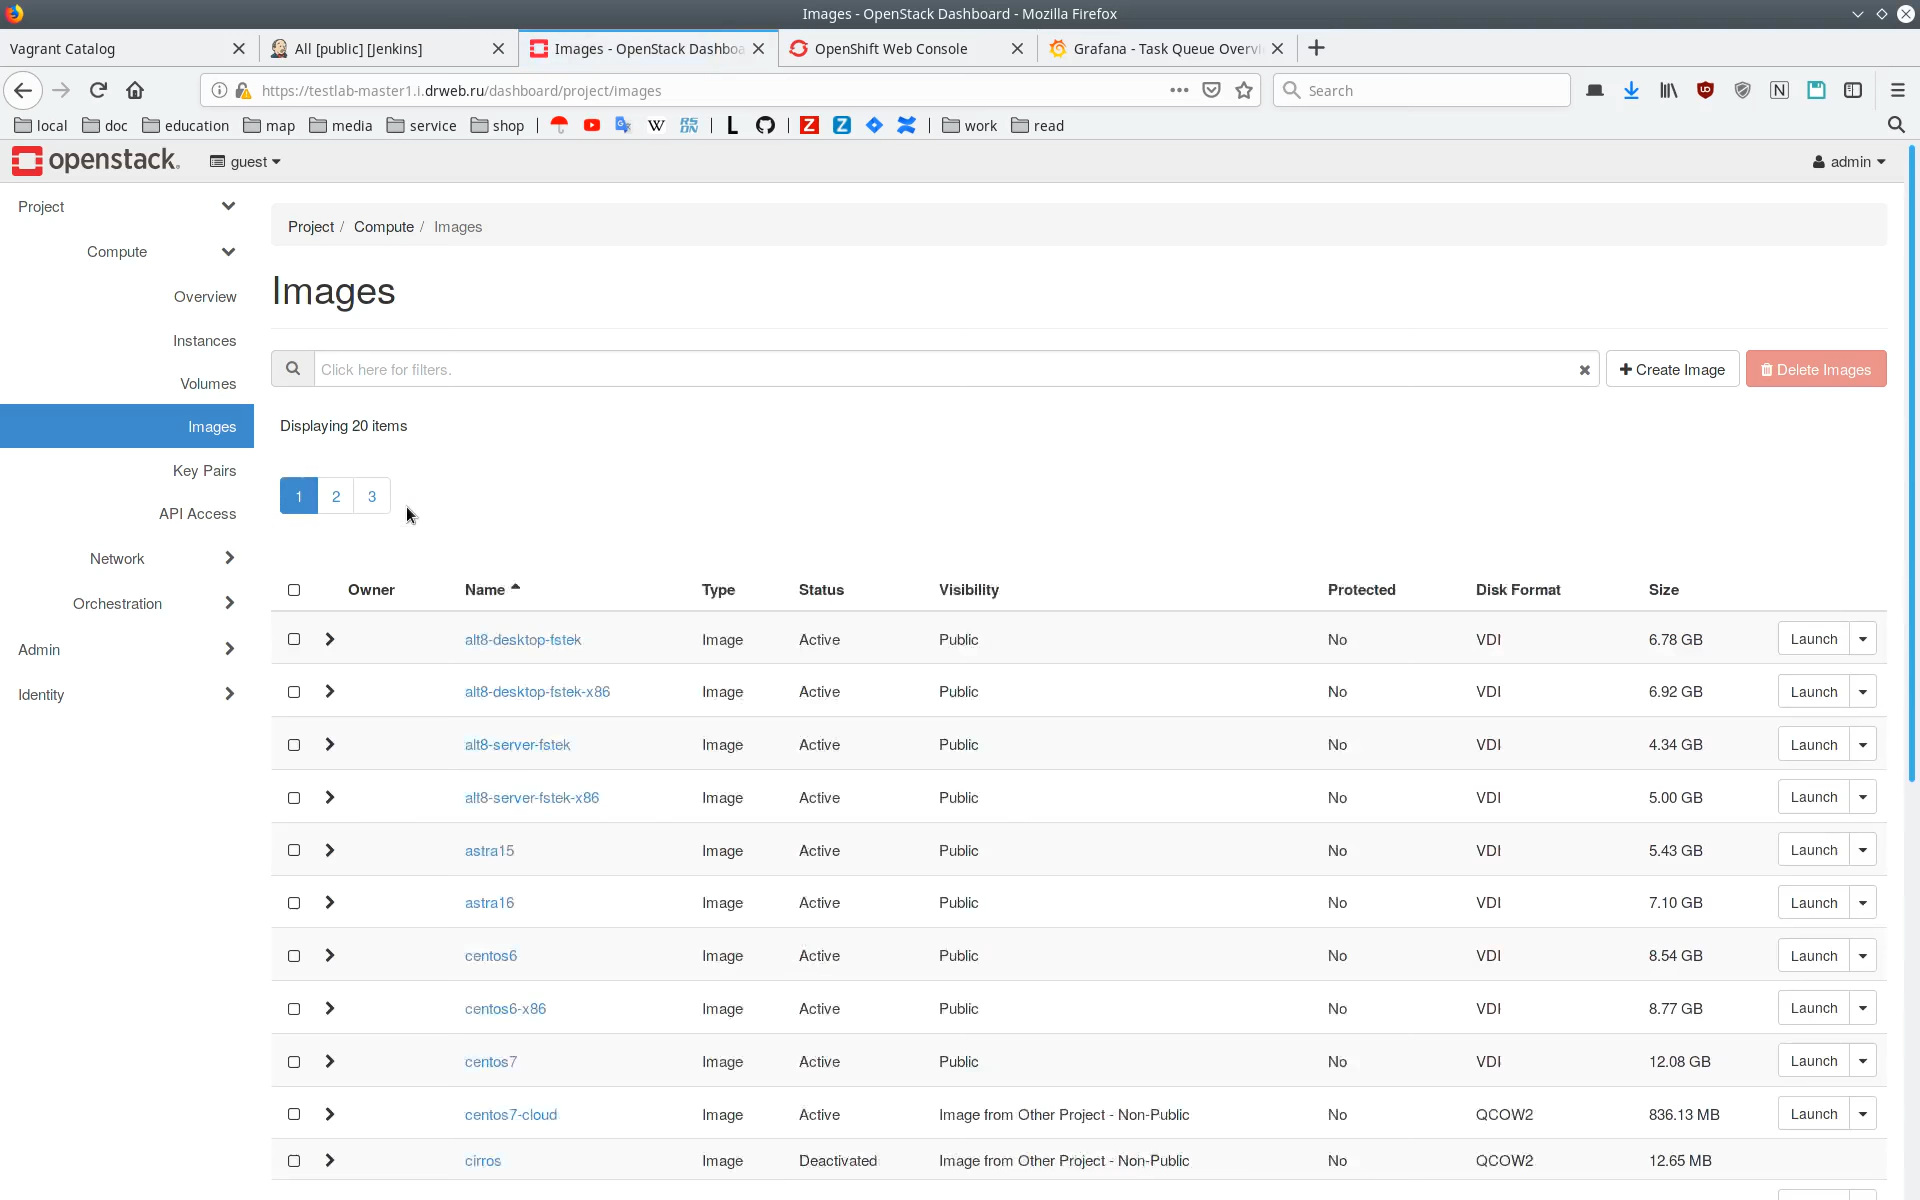 Images - OpenStack Dashboard - Mozilla Firefox
Vagrant Catalog
All [public] [Jenkins]
Images - OpenStack Dashboa
OpenShift Web Console
Grafana - Task Queue Overvi
https://testlab-master1.i.drweb.ru/dashboard/project/images
Search
local doc education map media service shop work read
openstack.
guest
admin
Project
Compute
Overview
Instances
Volumes
Images
Key Pairs
API Access
Network
Orchestration
Admin
Identity
Project / Compute / Images
Images
Click here for filters.
Create Image
Delete Images
Displaying 20 items
1 2 3
Owner Name Type Status Visibility Protected Disk Format Size
alt8-desktop-fstek Image Active Public No VDI 6.78 GB Launch
alt8-desktop-fstek-x86 Image Active Public No VDI 6.92 GB Launch
alt8-server-fstek Image Active Public No VDI 4.34 GB Launch
alt8-server-fstek-x86 Image Active Public No VDI 5.00 GB Launch
astra15 Image Active Public No VDI 5.43 GB Launch
astra16 Image Active Public No VDI 7.10 GB Launch
centos6 Image Active Public No VDI 8.54 GB Launch
centos6-x86 Image Active Public No VDI 8.77 GB Launch
centos7 Image Active Public No VDI 12.08 GB Launch
centos7-cloud Image Active Image from Other Project - Non-Public No QCOW2 836.13 MB Launch
cirros Image Deactivated Image from Other Project - Non-Public No QCOW2 12.65 MB